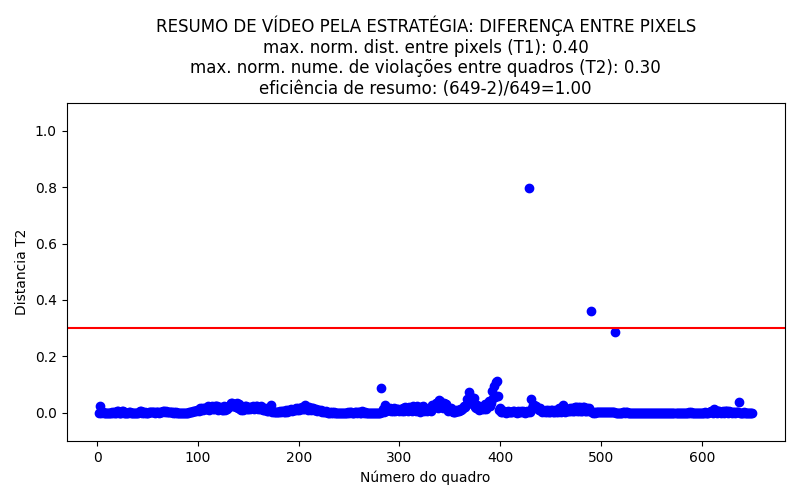 RESUMO DE VÍDEO PELA ESTRATÉGIA: DIFERENÇA ENTRE PIXELS
max. norm. dist. entre pixels (T1): 0.40
max. norm. nume. de violações entre quadros (T2): 0.30
eficiência de resumo: (649-2)/649=1.00
Distancia T2
1.0
0.8
0.6
0.4
0.2
0.0
0 100 200 300 400 500 600
Número do quadro